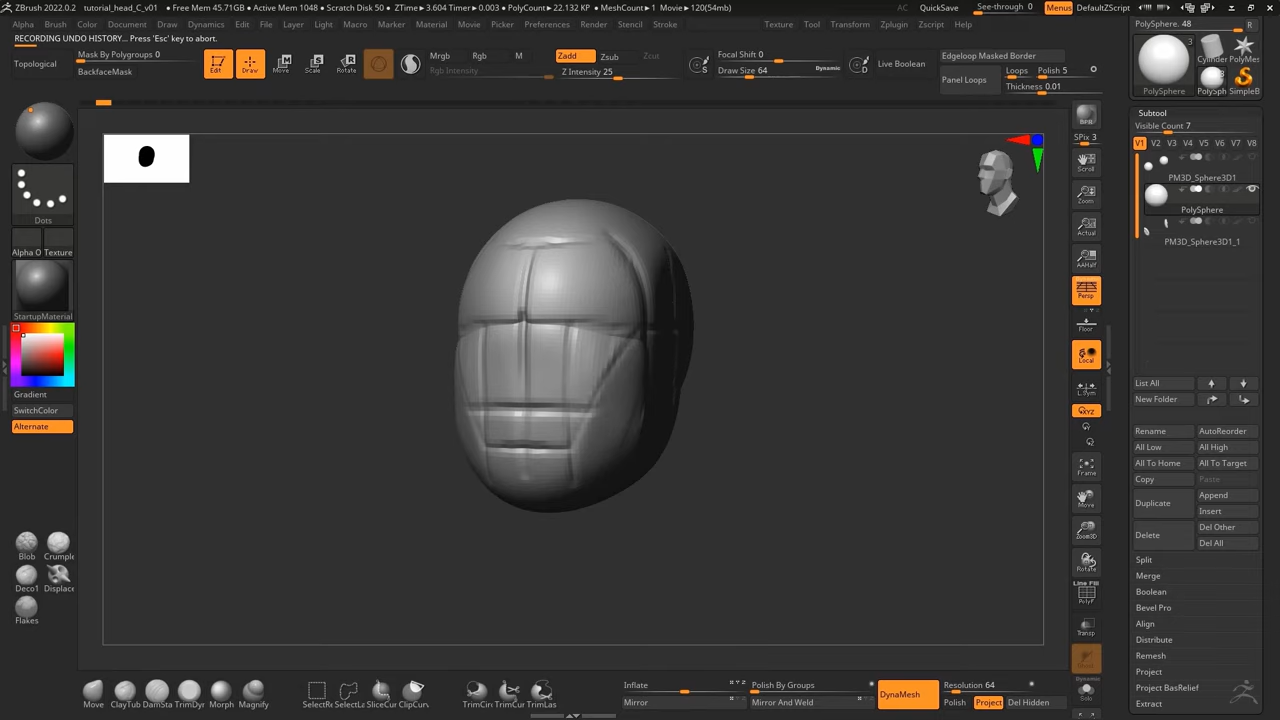 ZBrush 2022.0.2 tutorial_head_C_v01 • Free Mem 45.71GB • Active Mem 1048 • Scratch Disk 50 • ZTime▸3.604 Timer▸0.003 • PolyCount▸22.132 KP • MeshCount▸1 Movie▸120(54mb) AC QuickSave See-through 0 Menus DefaultZScript
Alpha Brush Color Document Draw Dynamics Edit File Layer Light Macro Marker Material Movie Picker Preferences Render Stencil Stroke Texture Tool Transform Zplugin Zscript Help
RECORDING UNDO HISTORY... Press 'Esc' key to abort.
Topological
Mask By Polygroups 0
BackfaceMask
Edit Draw Move Scale Rotate
Mrgb Rgb M
Rgb Intensity
Zadd Zsub Zcut
Z Intensity 25
S
Focal Shift 0
Draw Size 64 Dynamic
D
Live Boolean
Edgeloop Masked Border
Panel Loops
Loops Polish 5
Thickness 0.01
PolySphere. 48 R
3
PolySphere
Cylinder PolyMes
3
PolySph SimpleB
Dots
Alpha O Texture
StartupMaterial
Gradient
SwitchColor
Alternate
Blob Crumple
Deco1 Displace
Flakes
BPR
SPix 3
Scroll
Zoom
Actual
AAHalf
Persp
Floor
Local
L.Sym
XYZ
Frame
Move
Zoom3D
Rotate
Line Fill
PolyF
Transp
Dynamic
Solo
Subtool
Visible Count 7
V1 V2 V3 V4 V5 V6 V7 V8
PM3D_Sphere3D1
PolySphere
PM3D_Sphere3D1_1
List All
New Folder
Rename AutoReorder
All Low All High
All To Home All To Target
Copy Paste
Duplicate Append
Insert
Delete Del Other
Del All
Split
Merge
Boolean
Bevel Pro
Align
Distribute
Remesh
Project
Project BasRelief
Extract
Move ClayTub DamSta TrimDy Morph Magnify
SelectRe SelectLa SliceCur ClipCurv
TrimCir TrimCur TrimLas
Inflate
Mirror
Polish By Groups
Mirror And Weld
DynaMesh
Resolution 64
Polish Project Del Hidden